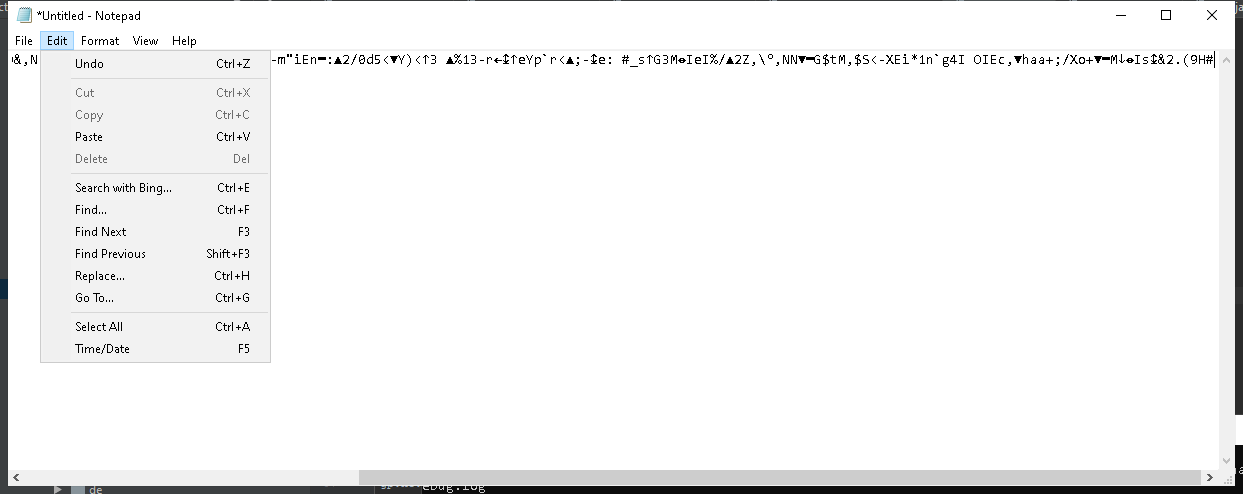 *Untitled - Notepad
File Edit Format View Help
&,N
-m"iEn▬:▲2/0d5<▼Y)<↑3 ▲%13-r←↨↑eYp`r<▲;-↨e: #_s↑G3M↔IeI%/▲2Z,\°,NN▼▬G$tM,$S<-XEi*1n`g4I OIEc,▼haa+;/Xo+▼▬M↓↔Is↨&2.(9H#
Undo Ctrl+Z
Cut Ctrl+X
Copy Ctrl+C
Paste Ctrl+V
Delete Del
Search with Bing... Ctrl+E
Find... Ctrl+F
Find Next F3
Find Previous Shift+F3
Replace... Ctrl+H
Go To... Ctrl+G
Select All Ctrl+A
Time/Date F5
de